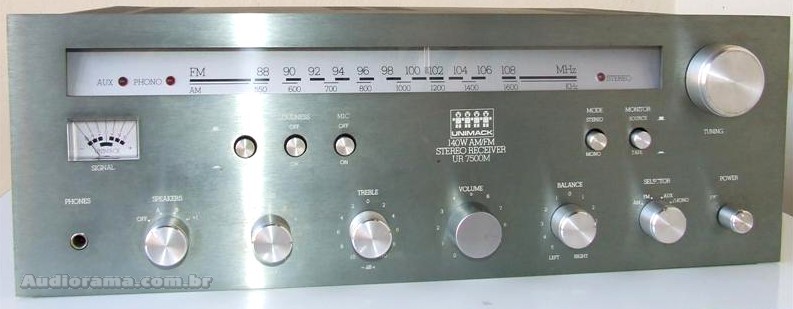 AUX PHONO
FM 88 90 92 94 96 98 100 102 104 106 108 MHz
AM 550 600 700 800 1000 1200 1400 1600 KHz
STEREO
SIGNAL
OFF
MIC
OFF
ON
ON
UNIMACK
140W AM/FM
STEREO RECEIVER
UR 7500M
MODE
STEREO
MONO
MONITOR
SOURCE
TAPE
TUNING
PHONES
SPEAKERS
OFF
TREBLE
VOLUME
BALANCE
LEFT RIGHT
SELECTOR
AM FM AUX PHONO
POWER
Audiorama.com.br